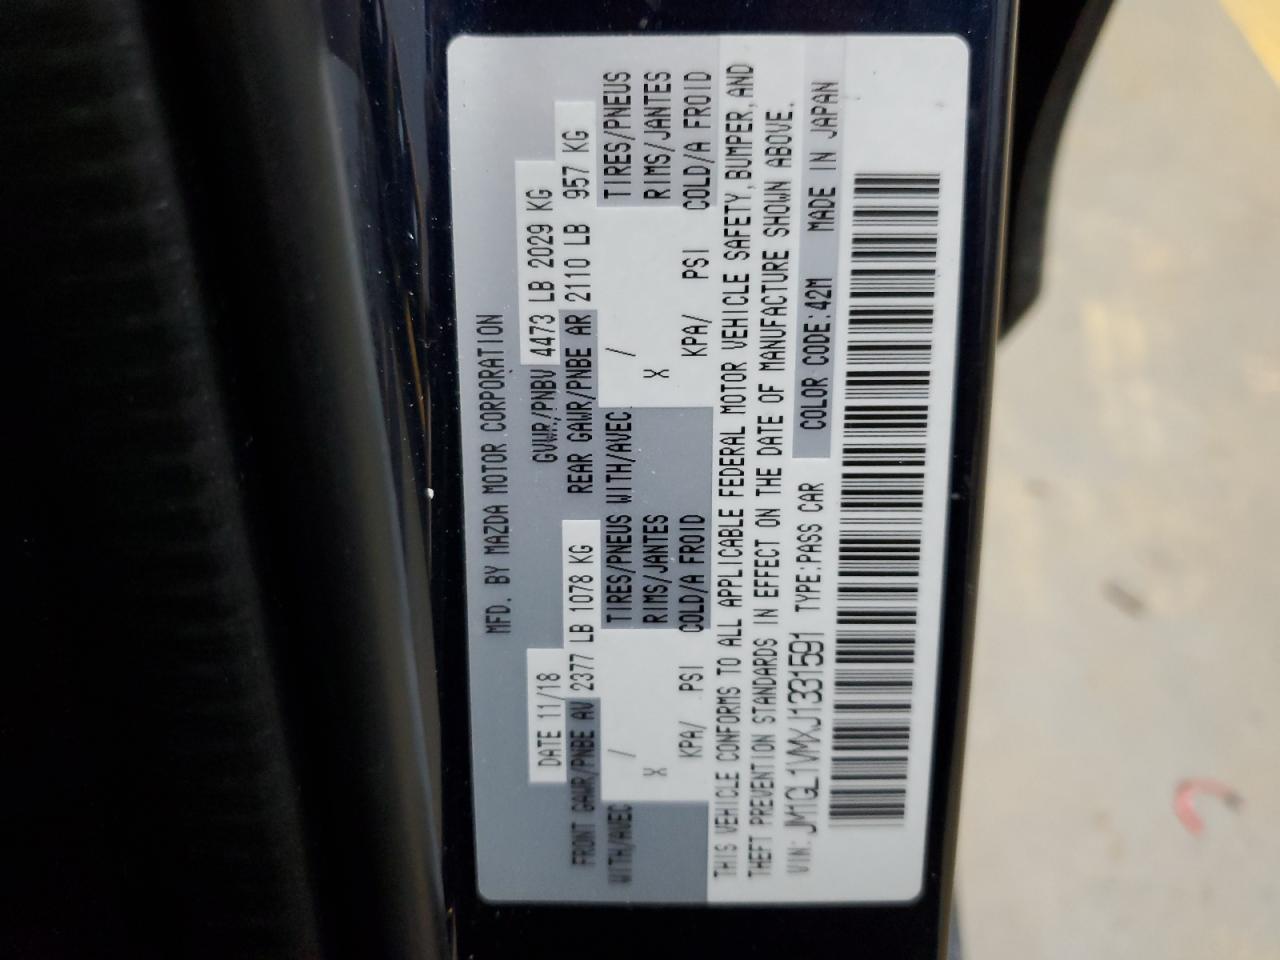 MFD. BY MAZDA MOTOR CORPORATION
DATE 11/18 GVWR/PNBV 4473 LB 2029 KG
FRONT GAWR/PNBE AV 2377 LB 1078 KG REAR GAWR/PNBE AR 2110 LB 957 KG
WITH/AVEC / TIRES/PNEUS WITH/AVEC / TIRES/PNEUS
X RIMS/JANTES X RIMS/JANTES
KPA/ PSI COLD/A FROID KPA/ PSI COLD/A FROID
THIS VEHICLE CONFORMS TO ALL APPLICABLE FEDERAL MOTOR VEHICLE SAFETY, BUMPER, AND
THEFT PREVENTION STANDARDS IN EFFECT ON THE DATE OF MANUFACTURE SHOWN ABOVE.
VIN: JM1GL1VMXJ1331591 TYPE:PASS CAR COLOR CODE:42M MADE IN JAPAN